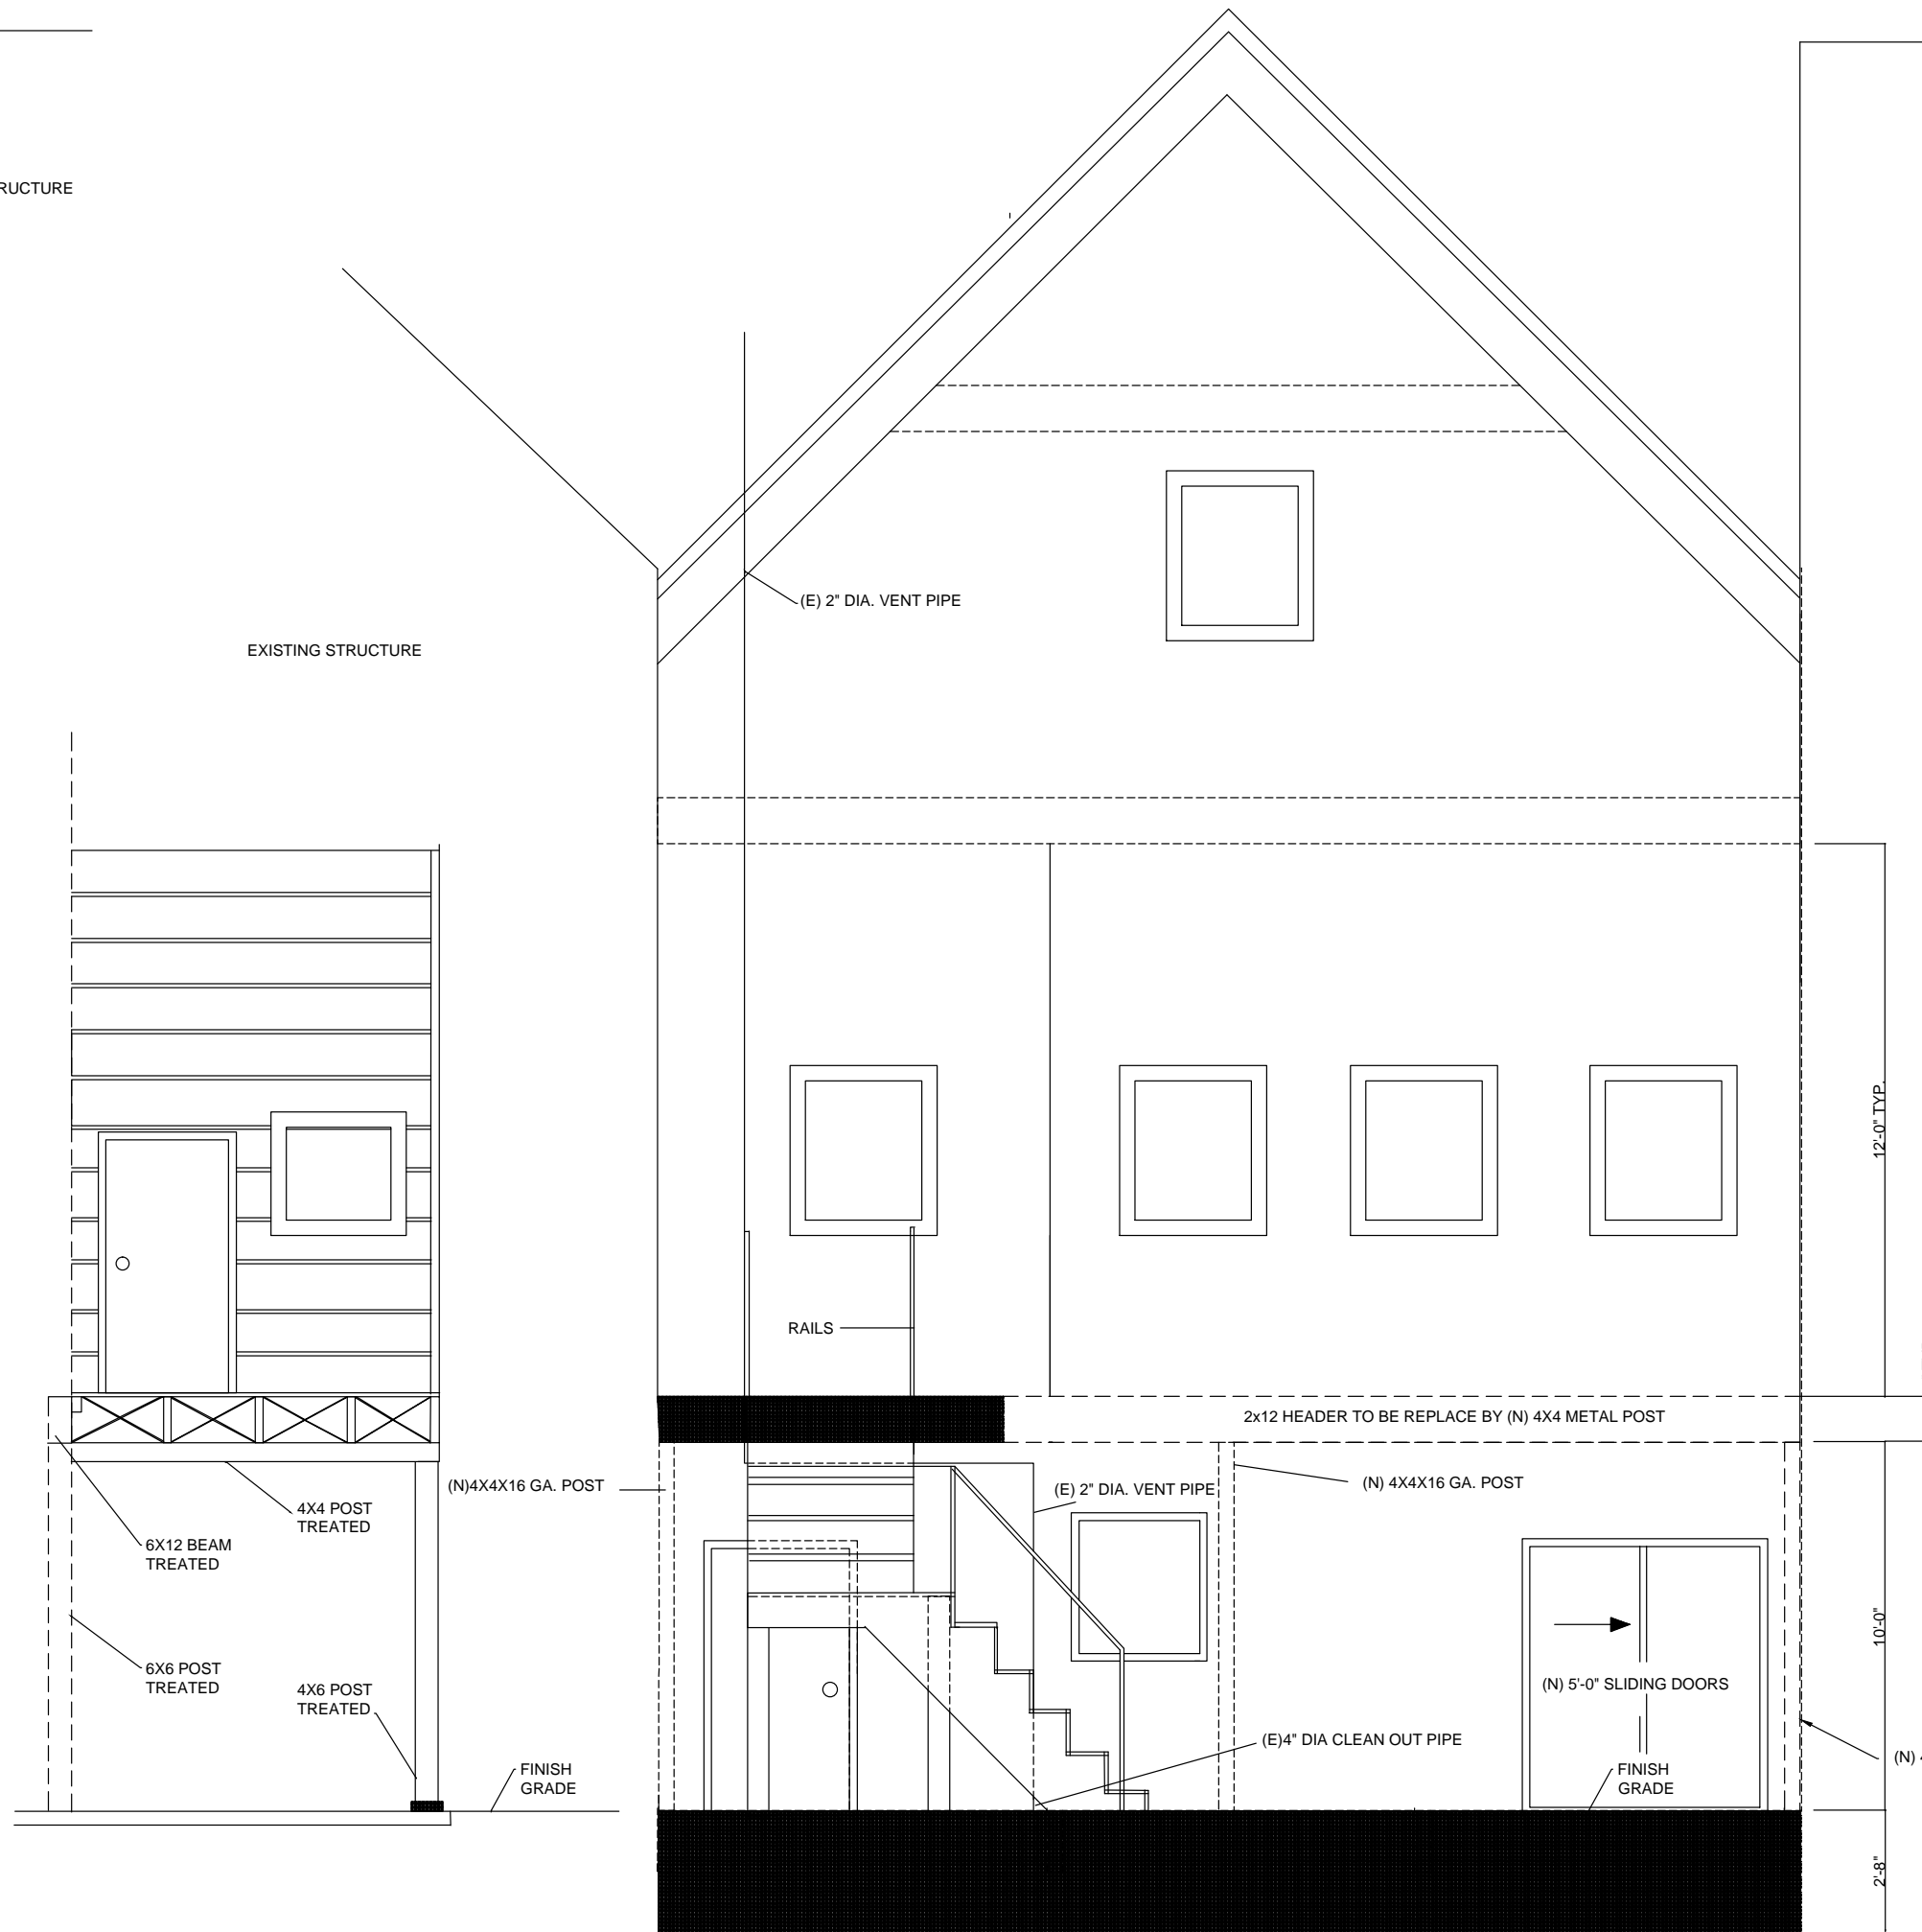 RUCTURE
(E) 2" DIA. VENT PIPE
EXISTING STRUCTURE
12'-0" TYP.
RAILS
2x12 HEADER TO BE REPLACE BY (N) 4X4 METAL POST
(N)4X4X16 GA. POST
(E) 2" DIA. VENT PIPE
(N) 4X4X16 GA. POST
4X4 POST
TREATED
6X12 BEAM
TREATED
10'-0"
6X6 POST
TREATED
4X6 POST
TREATED
(N) 5'-0" SLIDING DOORS
(E)4" DIA CLEAN OUT PIPE
(N)
FINISH
GRADE
FINISH
GRADE
2'-8"